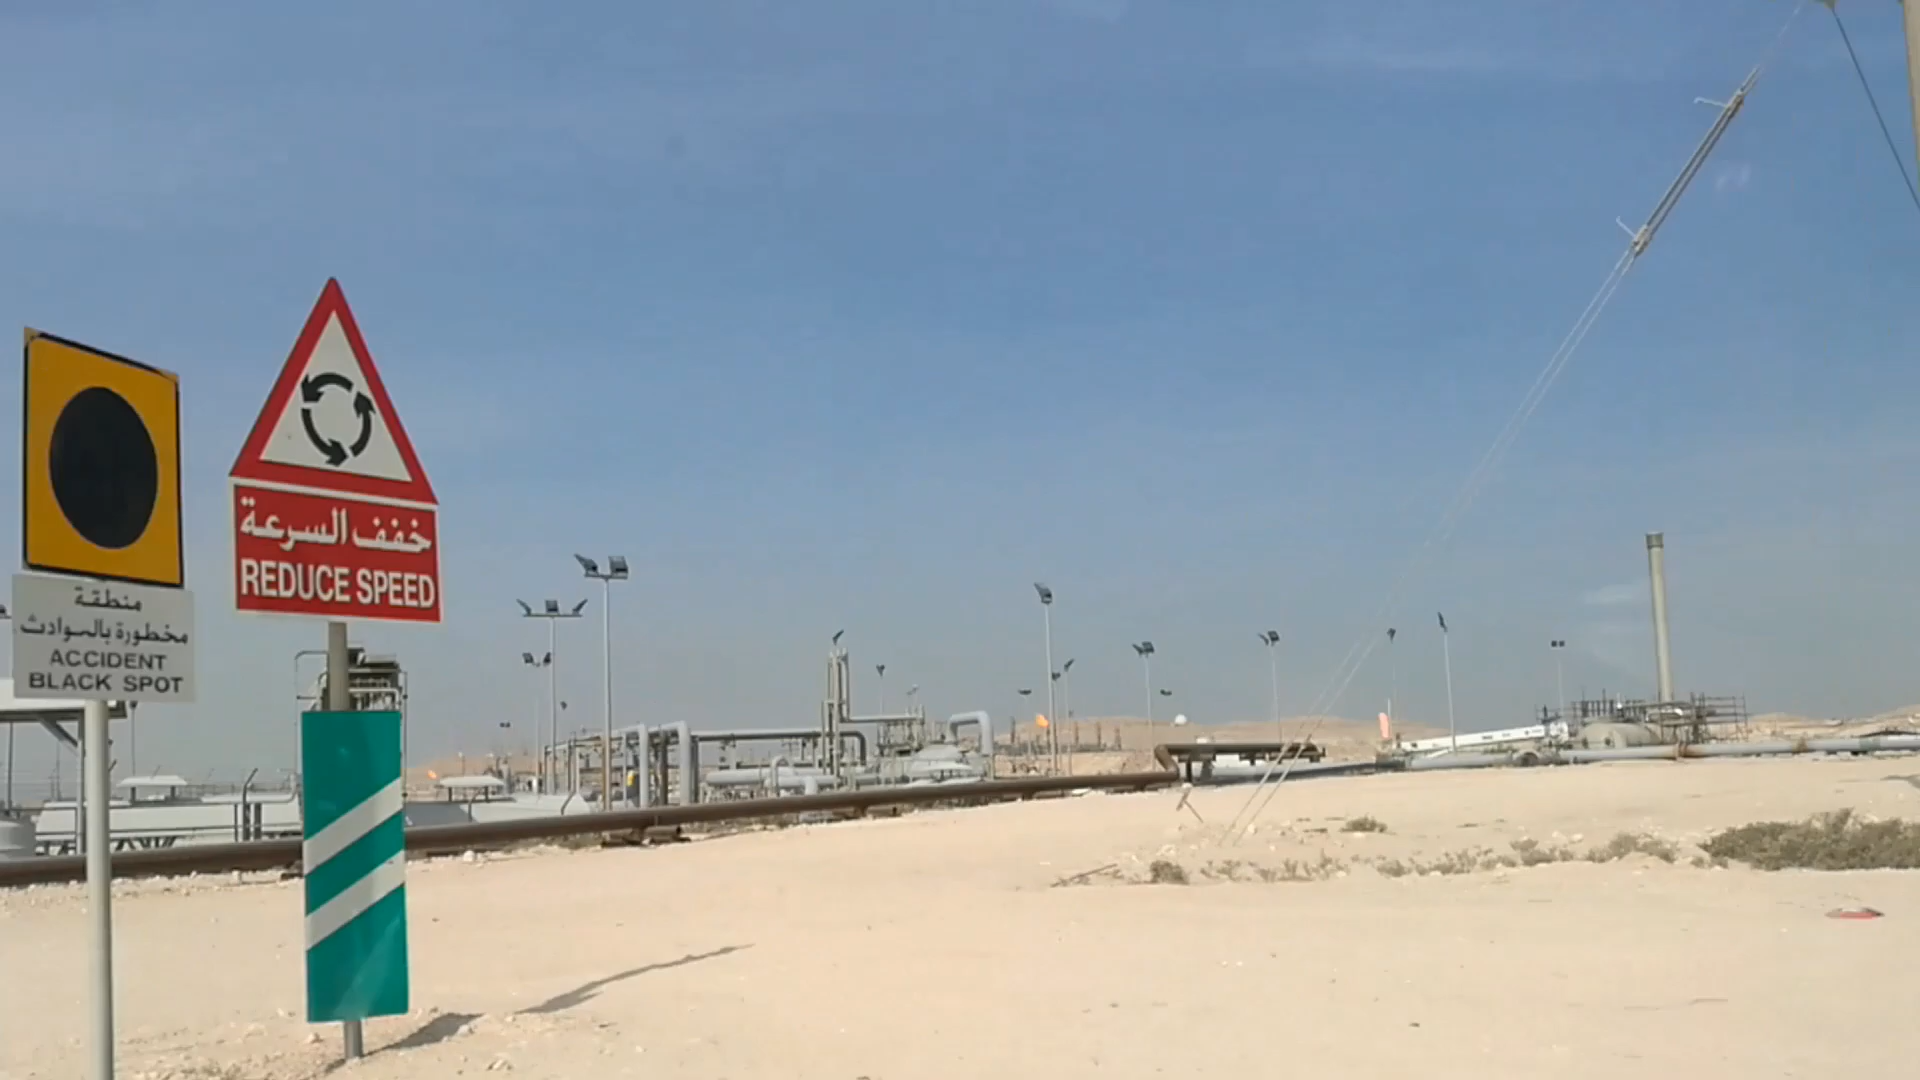 منطقة
مخطورة بالحوادث
ACCIDENT
BLACK SPOT
خفف السرعة
REDUCE SPEED